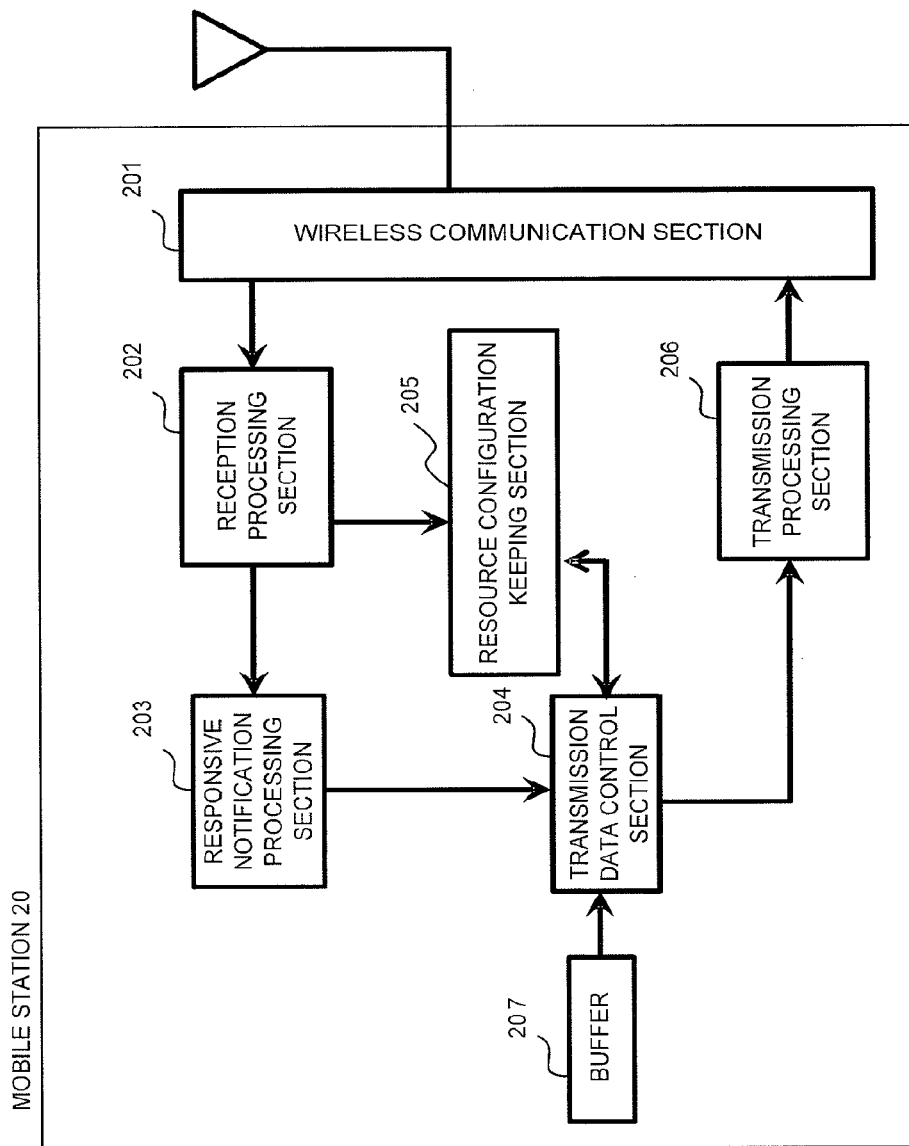 MOBILE STATION 20
201
WIRELESS COMMUNICATION SECTION
202
RECEPTION
PROCESSING
SECTION
203
RESPONSIVE
NOTIFICATION
PROCESSING
SECTION
205
RESOURCE CONFIGURATION
KEEPING SECTION
204
TRANSMISSION
DATA CONTROL
SECTION
206
TRANSMISSION
PROCESSING
SECTION
207
BUFFER